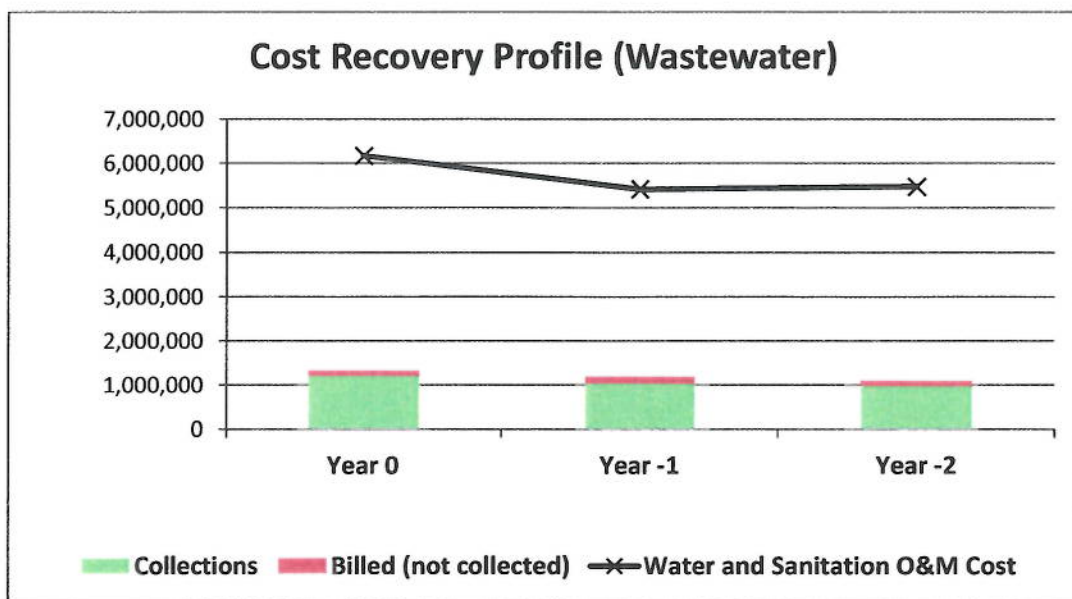 Cost Recovery Profile (Wastewater)
7,000,000
6,000,000
5,000,000
4,000,000
3,000,000
2,000,000
1,000,000
0
Year 0 Year -1 Year -2
Collections Billed (not collected) Water and Sanitation O&M Cost